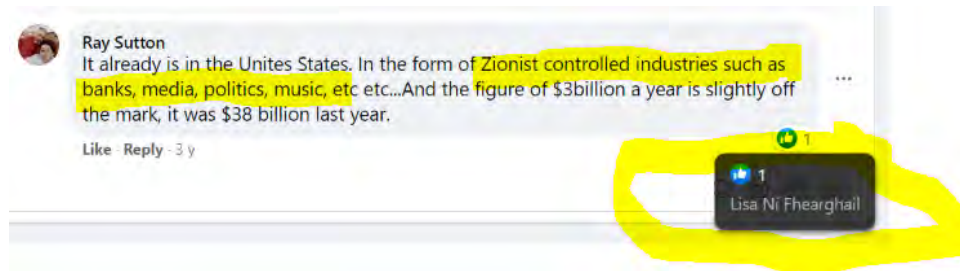 Ray Sutton
It already is in the Unites States. In the form of Zionist controlled industries such as
banks, media, politics, music, etc etc...And the figure of $3billion a year is slightly off
the mark, it was $38 billion last year.
Like · Reply · 3 y
1
1
Lisa Ní Fhearghail